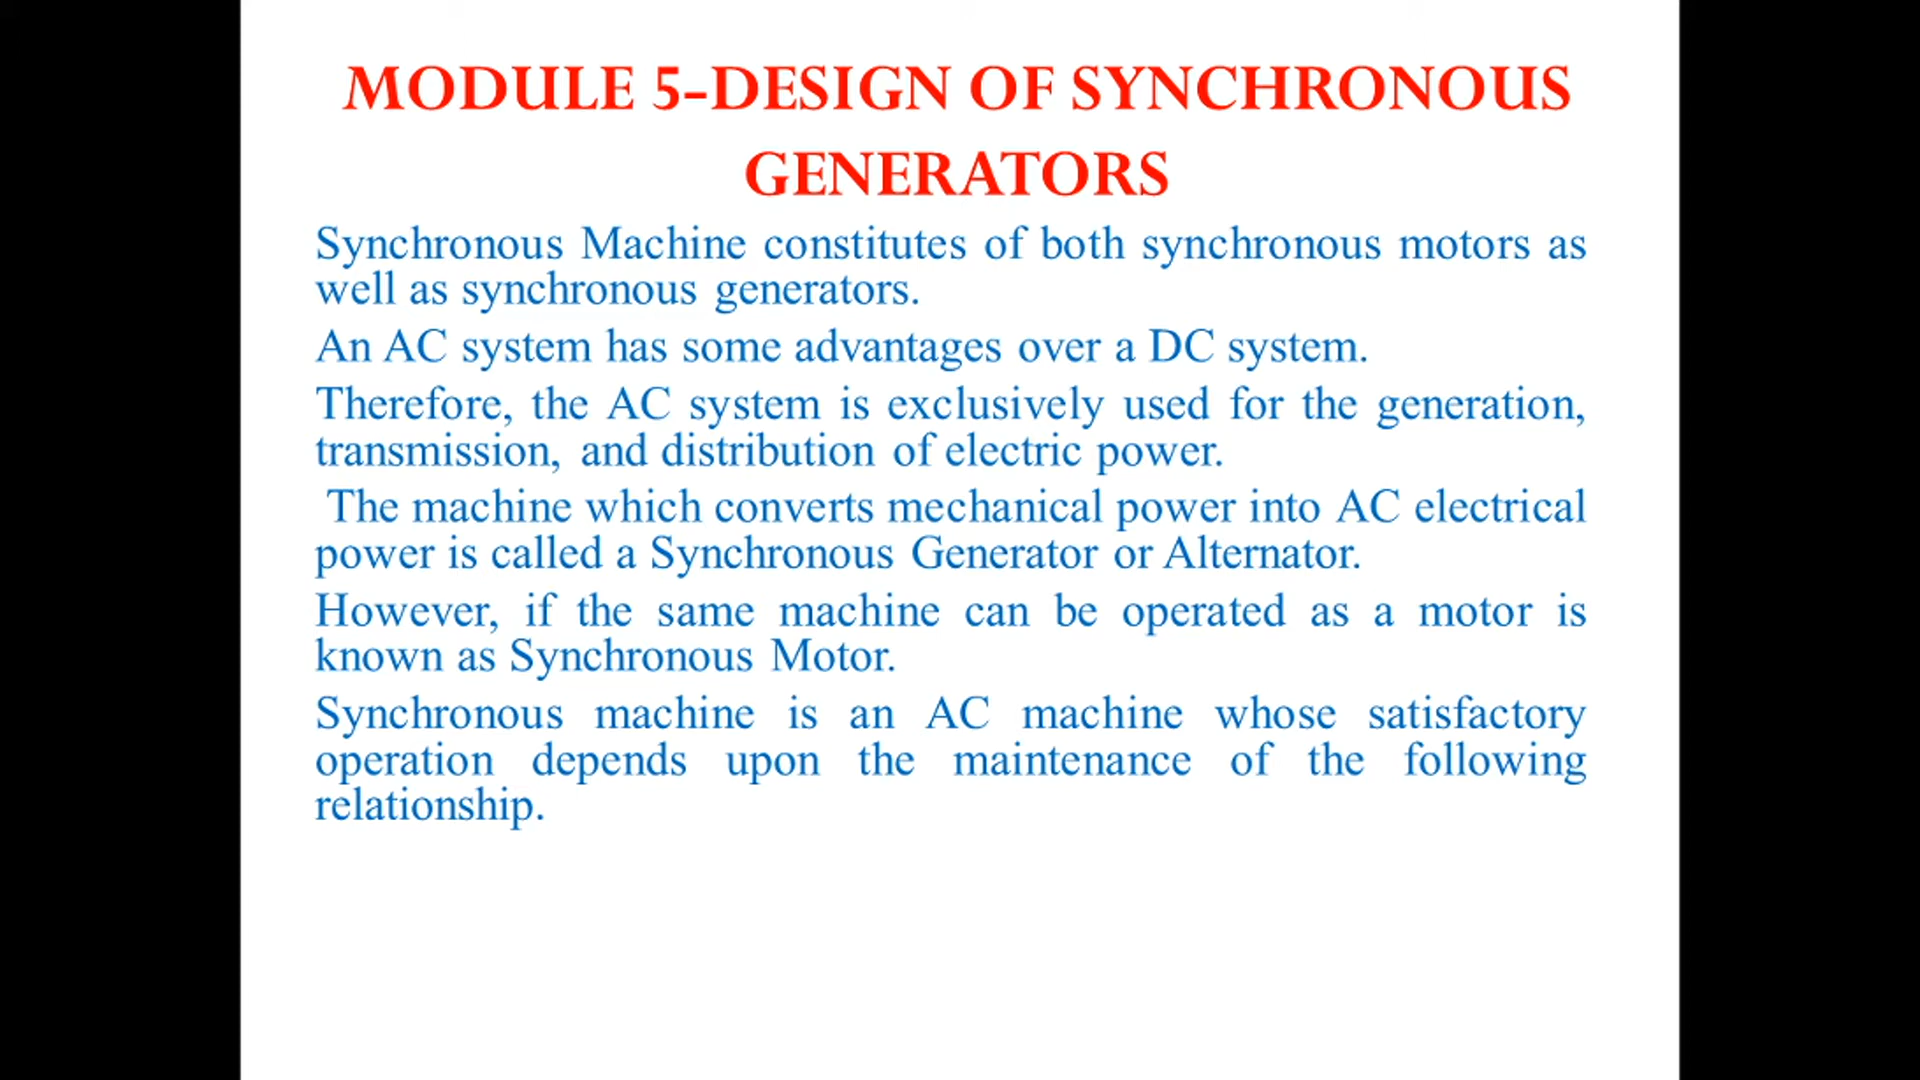 MODULE 5-DESIGN OF SYNCHRONOUS
GENERATORS
Synchronous Machine constitutes of both synchronous motors as
well as synchronous generators.
An AC system has some advantages over a DC system.
Therefore, the AC system is exclusively used for the generation,
transmission, and distribution of electric power.
The machine which converts mechanical power into AC electrical
power is called a Synchronous Generator or Alternator.
However, if the same machine can be operated as a motor is
known as Synchronous Motor.
Synchronous machine is an AC machine whose satisfactory
operation depends upon the maintenance of the following
relationship.